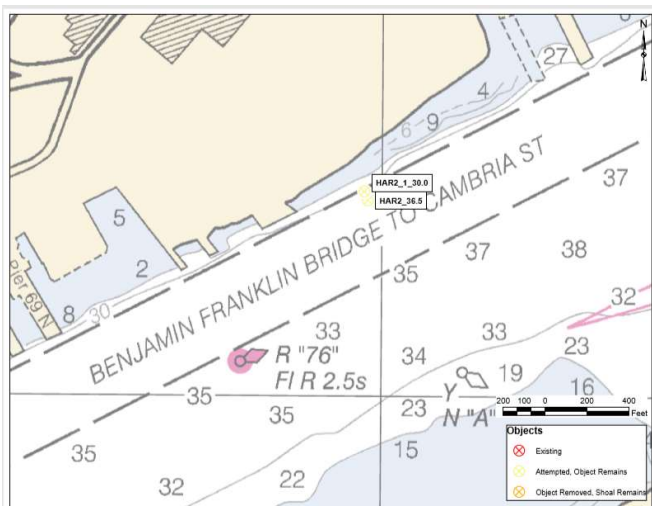 N
27
4
6 9
5
HAR2_1_30.0
HAR2_36.5
37
BENJAMIN FRANKLIN BRIDGE TO CAMBRIA ST
37
38
35
2
Pier 69 N
8
30
32
33
33
R "76"
Fl R 2.5s
34
23
19
16
Y
N "A"
35
35
23
15
35
22
32
200 100 0 200 400
Feet
Objects
Existing
Attempted, Object Remains
Object Removed, Shoal Remains